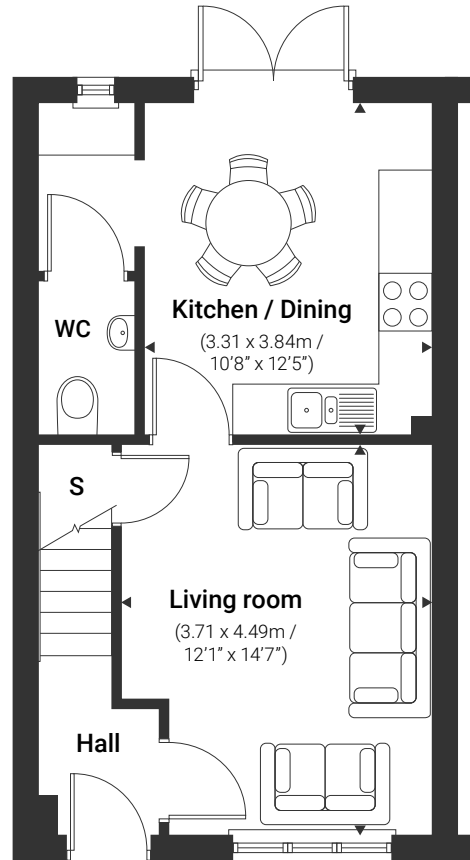 Kitchen / Dining
(3.31 x 3.84m /
10’8” x 12’5”)
WC
S
Living room
(3.71 x 4.49m /
12’1” x 14’7”)
Hall